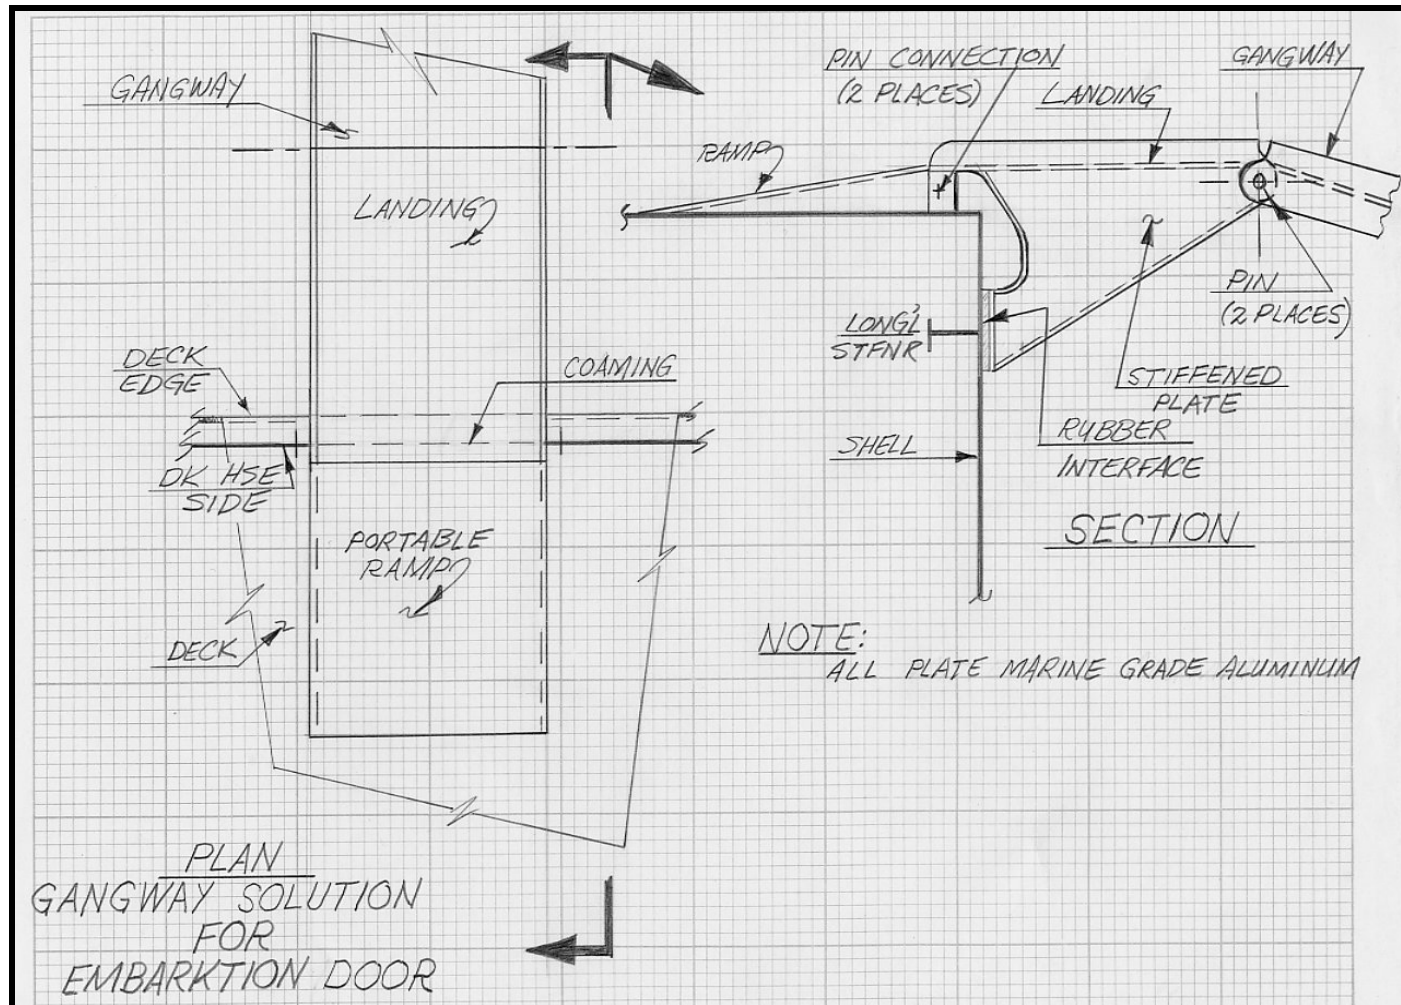 GANGWAY
LANDING
DECK
EDGE
COAMING
DK HSE
SIDE
PORTABLE
RAMP
DECK
PLAN
GANGWAY SOLUTION
FOR
EMBARKTION DOOR
PIN CONNECTION
(2 PLACES)
GANGWAY
LANDING
RAMP
PIN
(2 PLACES)
LONG'L
STFNR
STIFFENED
PLATE
RUBBER
INTERFACE
SHELL
SECTION
NOTE:
ALL PLATE MARINE GRADE ALUMINUM